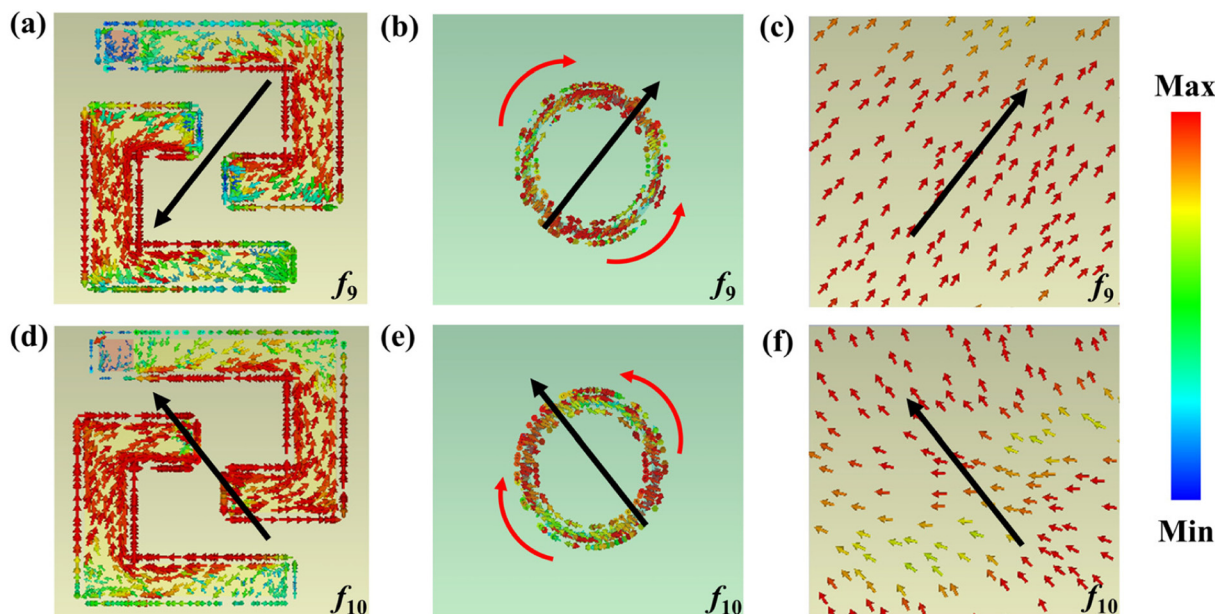 (a) (b) (c)
Max
f9 f9 f9
(d) (e) (f)
Min
f10 f10 f10